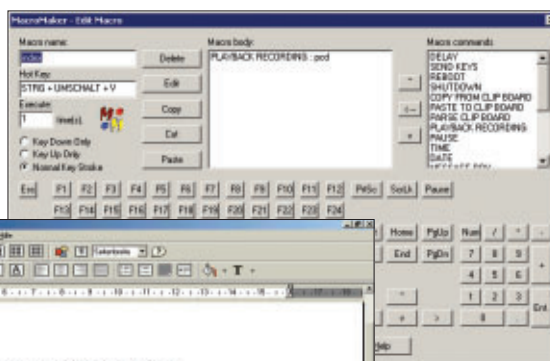 MacroMaker - Edit Macro
Macro name:
index
Hot Key:
STRG + UMSCHALT + V
Execute
1 time(s).
Key Down Only
Key Up Only
Normal Key Stroke
Delete
Edit
Copy
Cut
Paste
Macro body:
PLAYBACK RECORDING : pod
Macro commands
DELAY
SEND KEYS
REBOOT
SHUTDOWN
COPY FROM CLIP BOARD
PASTE TO CLIP BOARD
PARSE CLIP BOARD
PLAYBACK RECORDING
PAUSE
TIME
DATE
MESSAGE BOX
Esc F1 F2 F3 F4 F5 F6 F7 F8 F9 F10 F11 F12 PrtSc ScrLk Pause
F13 F14 F15 F16 F17 F18 F19 F20 F21 F22 F23 F24
Home PgUp Num / * -
End PgDn 7 8 9 +
4 5 6
1 2 3 Ent
0 .
Help